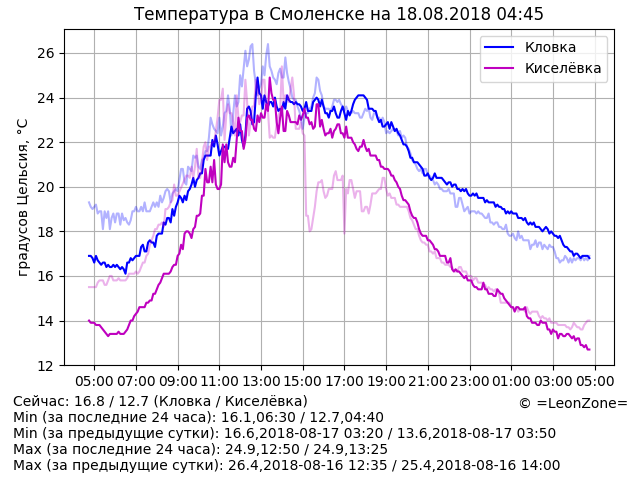 Температура в Смоленске на 18.08.2018 04:45
Кловка
Киселёвка
градусов Цельсия, °C
26
24
22
20
18
16
14
12
05:00 07:00 09:00 11:00 13:00 15:00 17:00 19:00 21:00 23:00 01:00 03:00 05:00
Сейчас: 16.8 / 12.7 (Кловка / Киселёвка)
© =LeonZone=
Min (за последние 24 часа): 16.1,06:30 / 12.7,04:40
Min (за предыдущие сутки): 16.6,2018-08-17 03:20 / 13.6,2018-08-17 03:50
Max (за последние 24 часа): 24.9,12:50 / 24.9,13:25
Max (за предыдущие сутки): 26.4,2018-08-16 12:35 / 25.4,2018-08-16 14:00